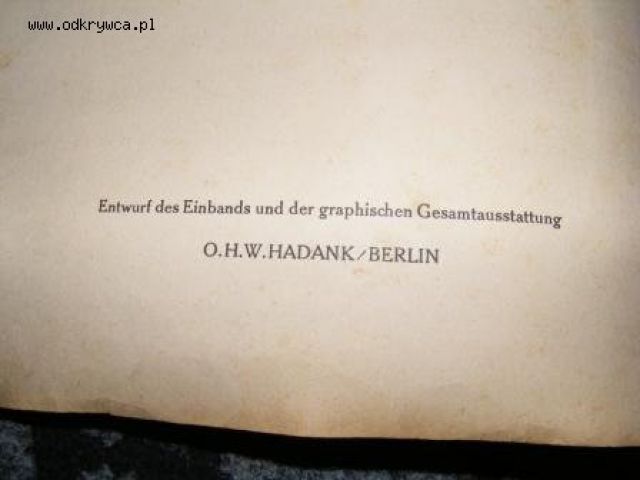 www.odkrywca.pl
Entwurf des Einbands und der graphischen Gesamtausstattung
O.H.W.HADANK/BERLIN